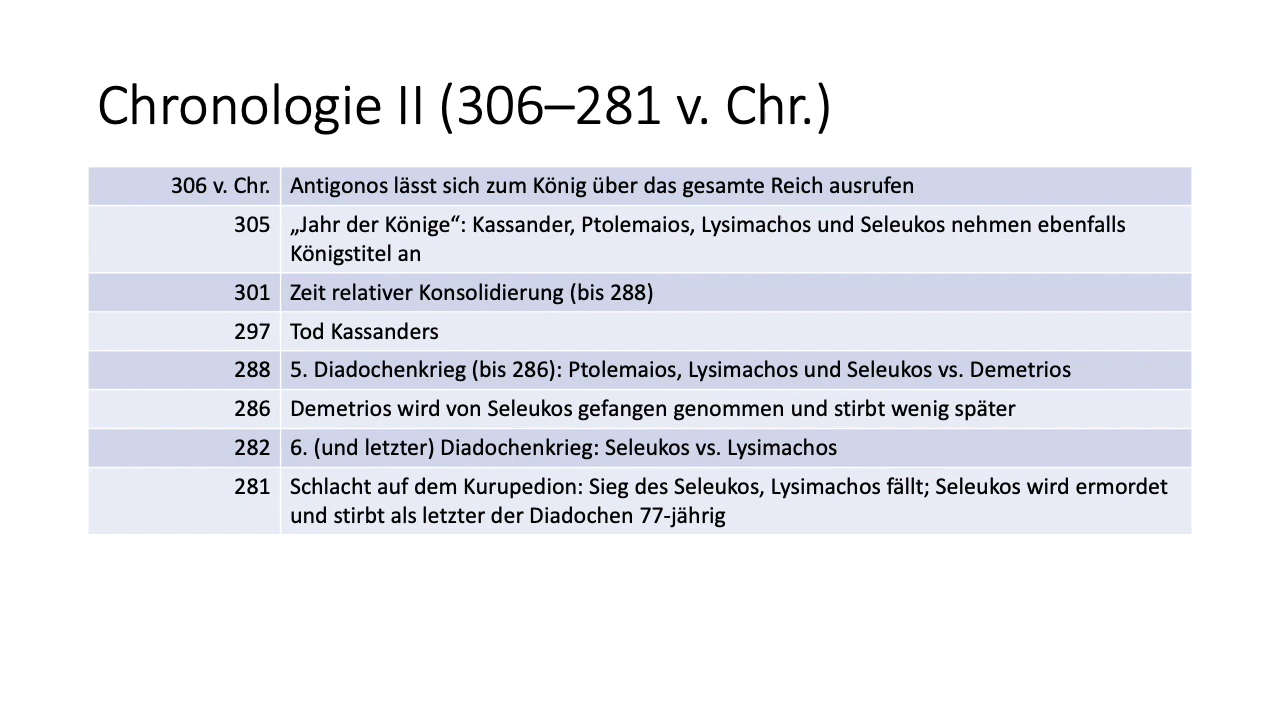 Chronologie II (306–281 v. Chr.)
306 v. Chr. Antigonos lässt sich zum König über das gesamte Reich ausrufen
305 „Jahr der Könige“: Kassander, Ptolemaios, Lysimachos und Seleukos nehmen ebenfalls
Königstitel an
301 Zeit relativer Konsolidierung (bis 288)
297 Tod Kassanders
288 5. Diadochenkrieg (bis 286): Ptolemaios, Lysimachos und Seleukos vs. Demetrios
286 Demetrios wird von Seleukos gefangen genommen und stirbt wenig später
282 6. (und letzter) Diadochenkrieg: Seleukos vs. Lysimachos
281 Schlacht auf dem Kurupedion: Sieg des Seleukos, Lysimachos fällt; Seleukos wird ermordet
und stirbt als letzter der Diadochen 77-jährig